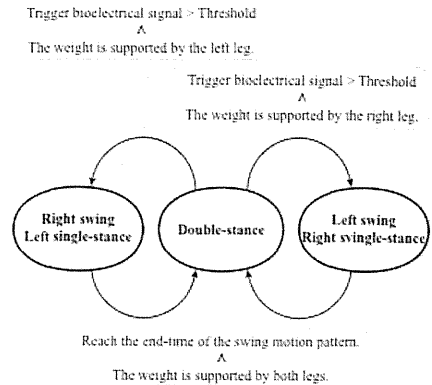 Trigger bioelectrical signal > Threshold
∧
The weight is supported by the left leg.
Trigger bioelectrical signal > Threshold
∧
The weight is supported by the right leg.
Right swing
Left single-stance
Double-stance
Left swing
Right svingle-stance
Reach the end-time of the swing motion pattern.
∧
The weight is supported by both legs.